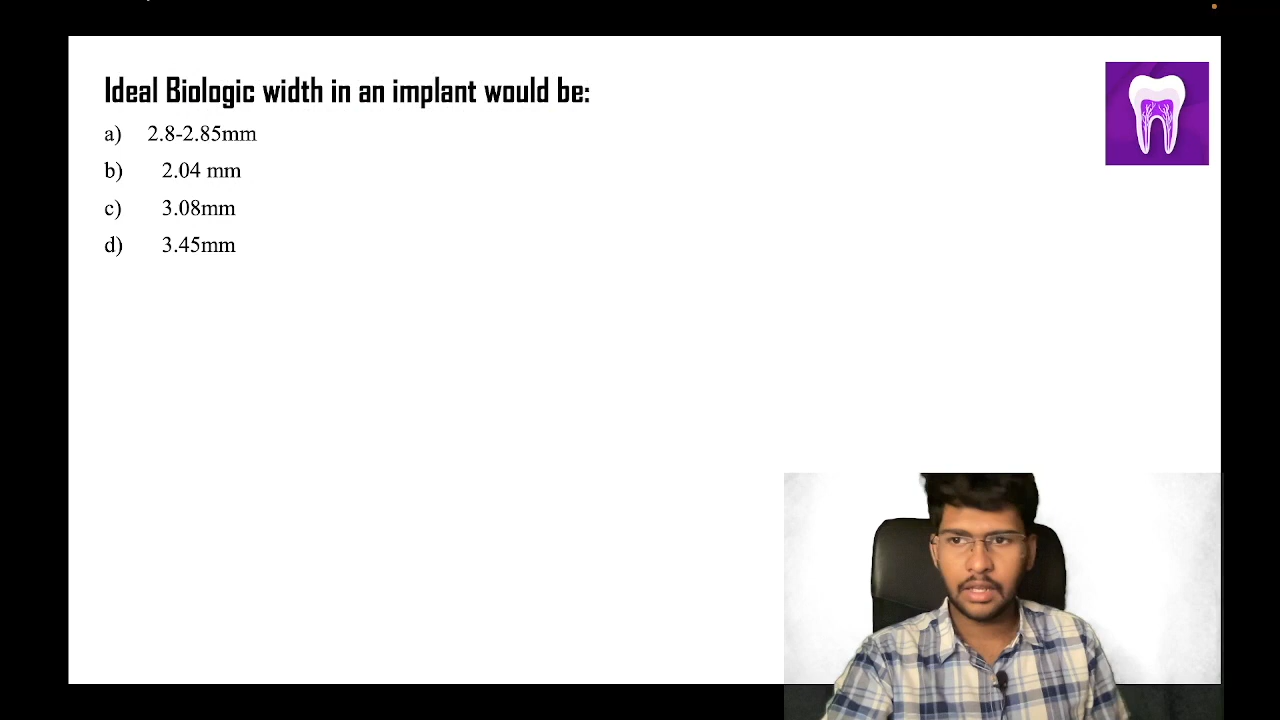 Ideal Biologic width in an implant would be:
a) 2.8-2.85mm
b) 2.04 mm
c) 3.08mm
d) 3.45mm